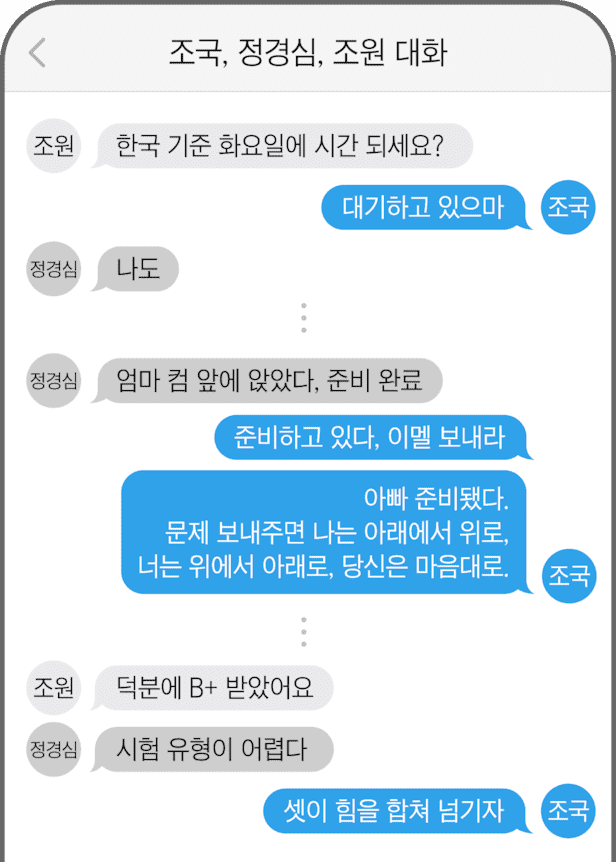 조국, 정경심, 조원 대화
조원
한국 기준 화요일에 시간 되세요?
대기하고 있으마
조국
정경심
나도
정경심
엄마 컴 앞에 앉았다, 준비 완료
준비하고 있다, 이멜 보내라
아빠 준비됐다.
문제 보내주면 나는 아래에서 위로,
너는 위에서 아래로, 당신은 마음대로.
조국
조원
덕분에 B+ 받았어요
정경심
시험 유형이 어렵다
셋이 힘을 합쳐 넘기자
조국